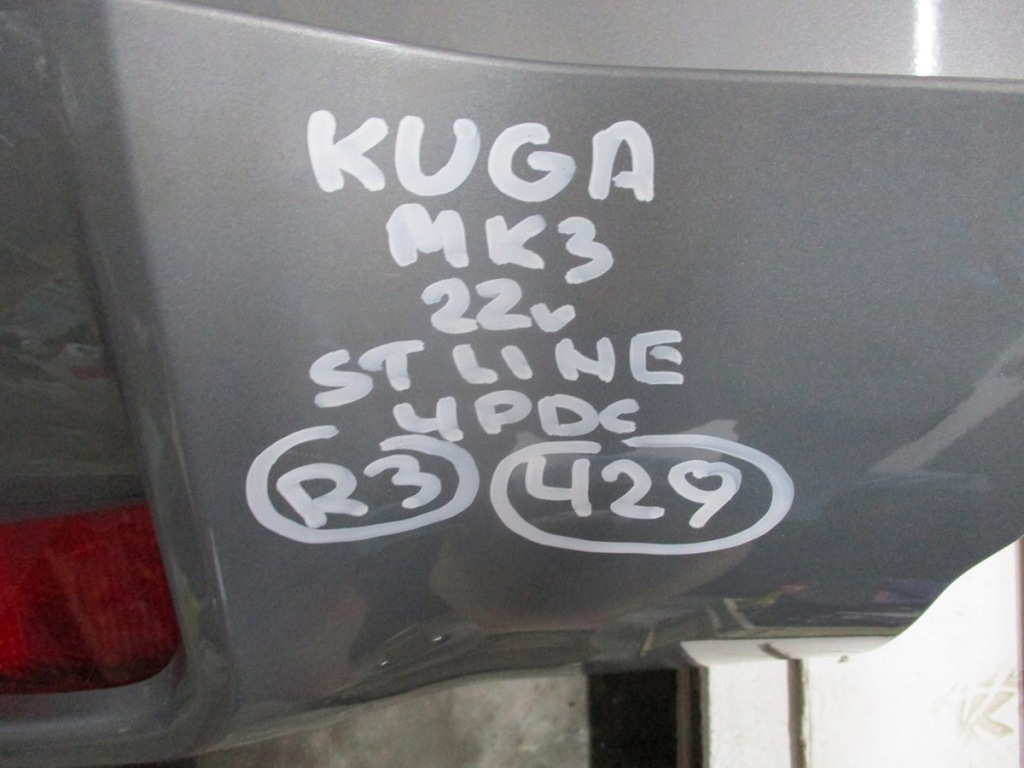 KUGA
MK3
22v
ST LINE
4PDC
R3 429